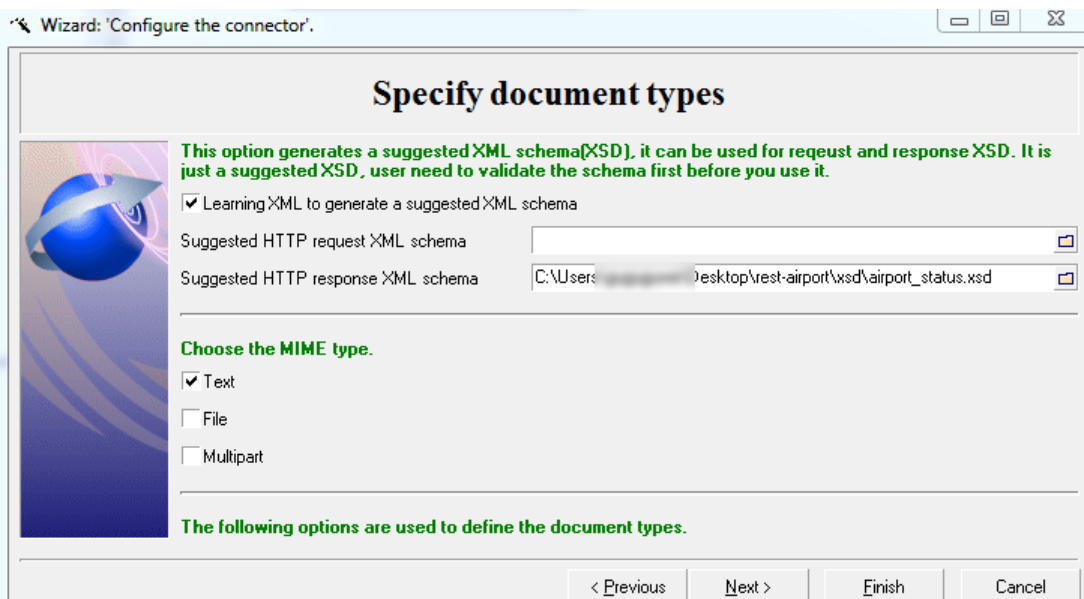 Wizard: 'Configure the connector'.
Specify document types
This option generates a suggested XML schema(XSD), it can be used for reqeust and response XSD. It is
just a suggested XSD, user need to validate the schema first before you use it.
Learning XML to generate a suggested XML schema
Suggested HTTP request XML schema
Suggested HTTP response XML schema C:\Users Desktop\rest-airport\xsd\airport_status.xsd
Choose the MIME type.
Text
File
Multipart
The following options are used to define the document types.
< Previous Next > Finish Cancel